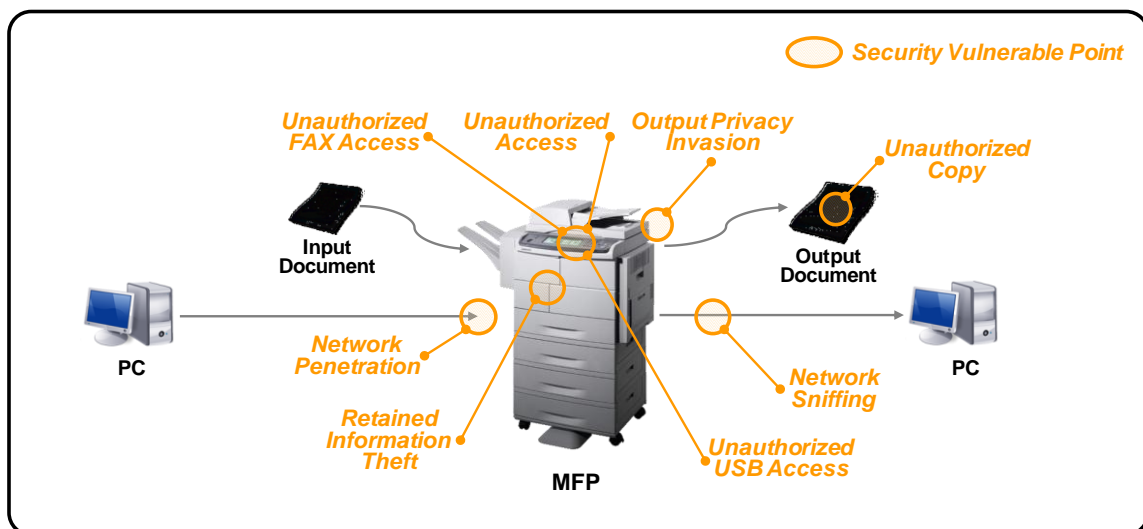 Security Vulnerable Point
Unauthorized
FAX Access
Unauthorized
Access
Output Privacy
Invasion
Unauthorized
Copy
Input
Document
Output
Document
PC
Network
Penetration
Network
Sniffing
PC
Retained
Information
Theft
Unauthorized
USB Access
MFP